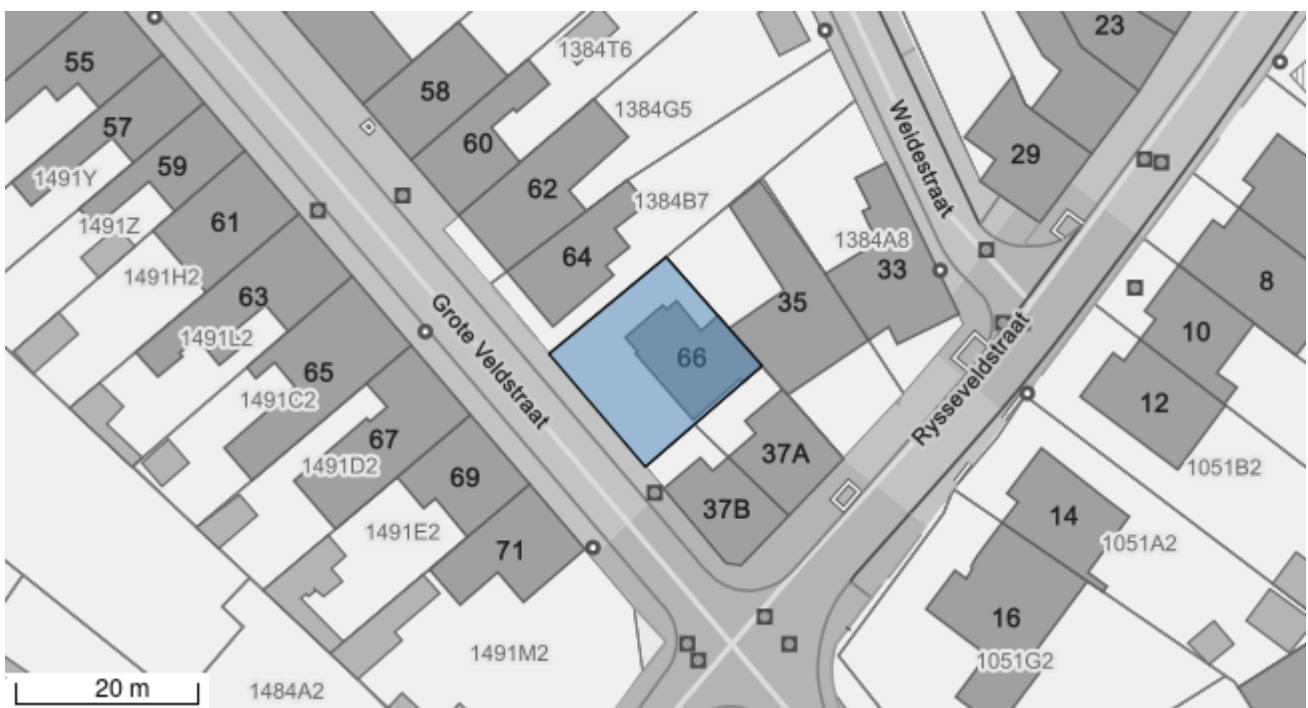 23
55
58
1384T6
57
60
1384G5
Weidestraat
29
1491Y
59
62
1384B7
1491Z
61
64
1384A8
33
8
1491H2
63
35
Grote Veldstraat
10
1491L2
66
65
Rysseveldstraat
12
1491C2
67
37A
1491D2
69
1051B2
37B
14
1491E2
71
1051A2
16
1491M2
1051G2
20 m
1484A2